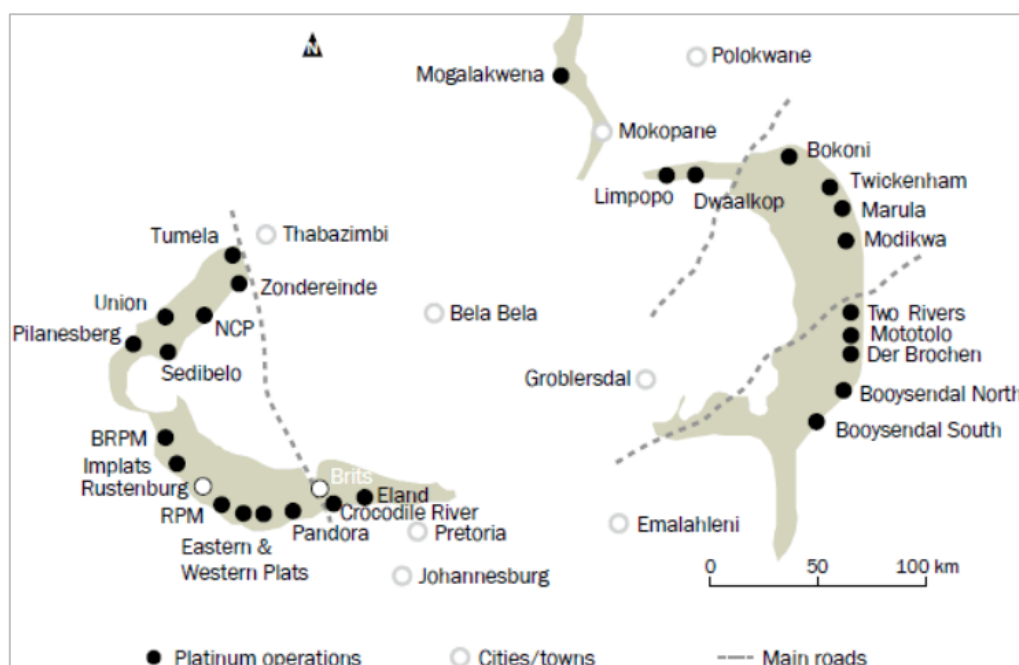 N
Polokwane
Mogalakwena
Mokopane
Bokoni
Limpopo
Dwaalkop
Twickenham
Marula
Modikwa
Tumela
Thabazimbi
Zondereinde
Union
NCP
Bela Bela
Two Rivers
Pilanesberg
Mototolo
Der Brochen
Sedibelo
Groblersdal
Booysendal North
Booysendal South
BRPM
Implats
Rustenburg
Brits
Eland
Crocodile River
RPM
Pandora
Pretoria
Emalahleni
Eastern &
Western Plats
Johannesburg
0 50 100 km
Platinum operations Cities/towns Main roads